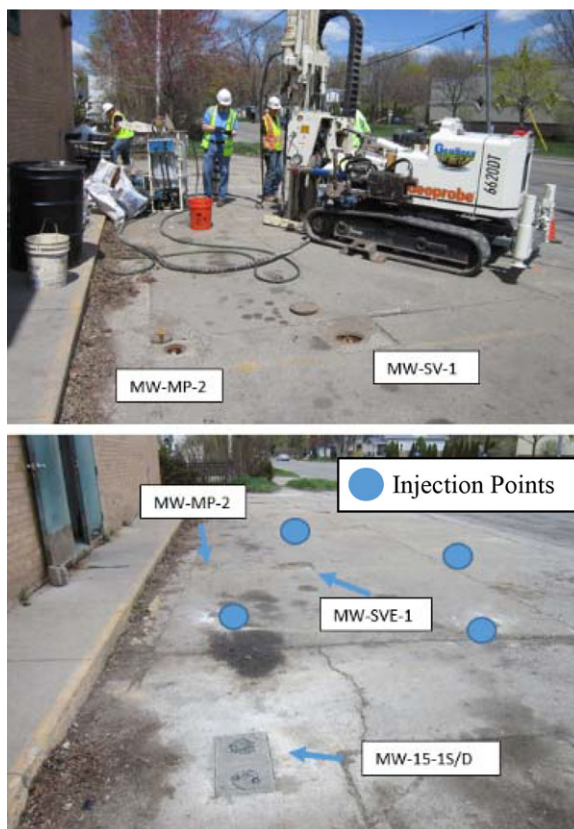 Geoprobe
6620DT
MW-MP-2
MW-SV-1
Injection Points
MW-MP-2
MW-SVE-1
MW-15-1S/D